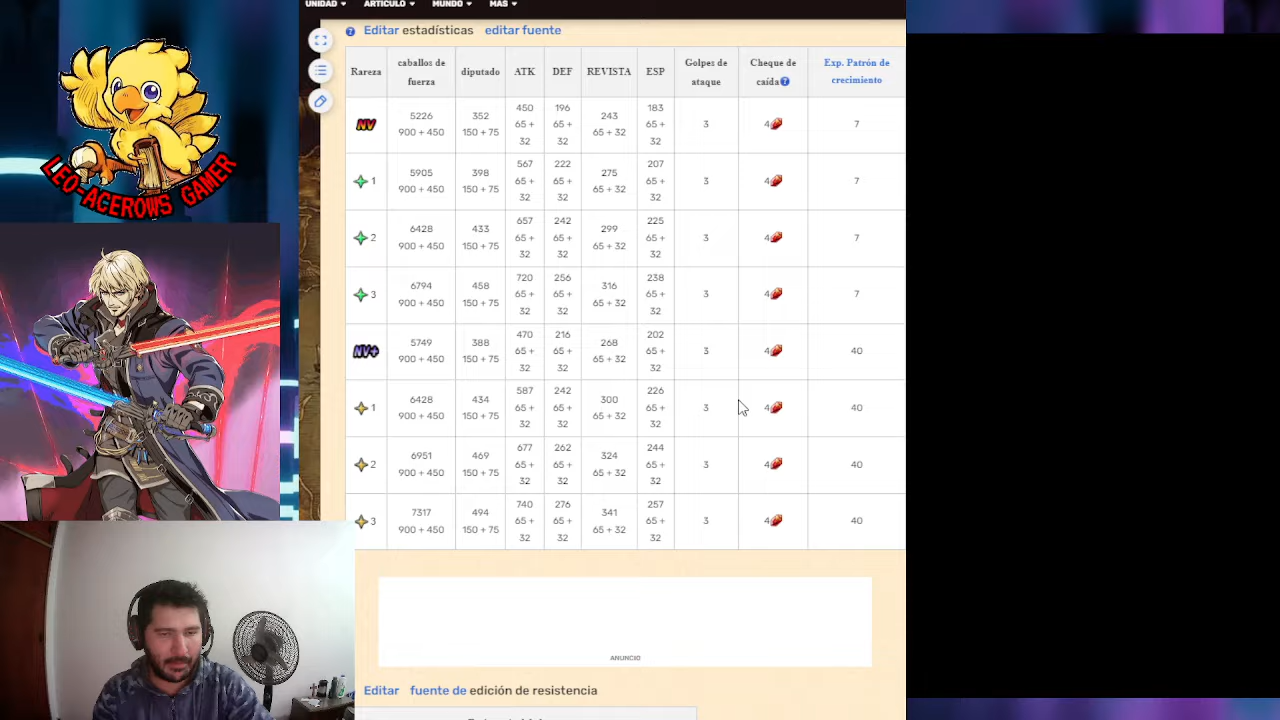 UNIDAD ARTÍCULO MUNDO MÁS
Editar estadísticas editar fuente
Rareza caballos de fuerza diputado ATK DEF REVISTA ESP Golpes de ataque Cheque de caída Exp. Patrón de crecimiento
NV 5226 900 + 450 352 150 + 75 450 65 + 32 196 65 + 32 243 65 + 32 183 65 + 32 3 4 7
1 5905 900 + 450 398 150 + 75 567 65 + 32 222 65 + 32 275 65 + 32 207 65 + 32 3 4 7
2 6428 900 + 450 433 150 + 75 657 65 + 32 242 65 + 32 299 65 + 32 225 65 + 32 3 4 7
3 6794 900 + 450 458 150 + 75 720 65 + 32 256 65 + 32 316 65 + 32 238 65 + 32 3 4 7
NV+ 5749 900 + 450 388 150 + 75 470 65 + 32 216 65 + 32 268 65 + 32 202 65 + 32 3 4 40
1 6428 900 + 450 434 150 + 75 587 65 + 32 242 65 + 32 300 65 + 32 226 65 + 32 3 4 40
2 6951 900 + 450 469 150 + 75 677 65 + 32 262 65 + 32 324 65 + 32 244 65 + 32 3 4 40
3 7317 900 + 450 494 150 + 75 740 65 + 32 276 65 + 32 341 65 + 32 257 65 + 32 3 4 40
ANUNCIO
Editar fuente de edición de resistencia
LEO-ACEROWS GAMER